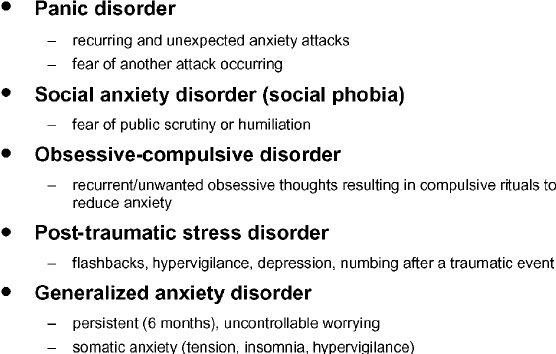 • Panic disorder
– recurring and unexpected anxiety attacks
– fear of another attack occurring
• Social anxiety disorder (social phobia)
– fear of public scrutiny or humiliation
• Obsessive-compulsive disorder
– recurrent/unwanted obsessive thoughts resulting in compulsive rituals to
reduce anxiety
• Post-traumatic stress disorder
– flashbacks, hypervigilance, depression, numbing after a traumatic event
• Generalized anxiety disorder
– persistent (6 months), uncontrollable worrying
– somatic anxiety (tension, insomnia, hypervigilance)